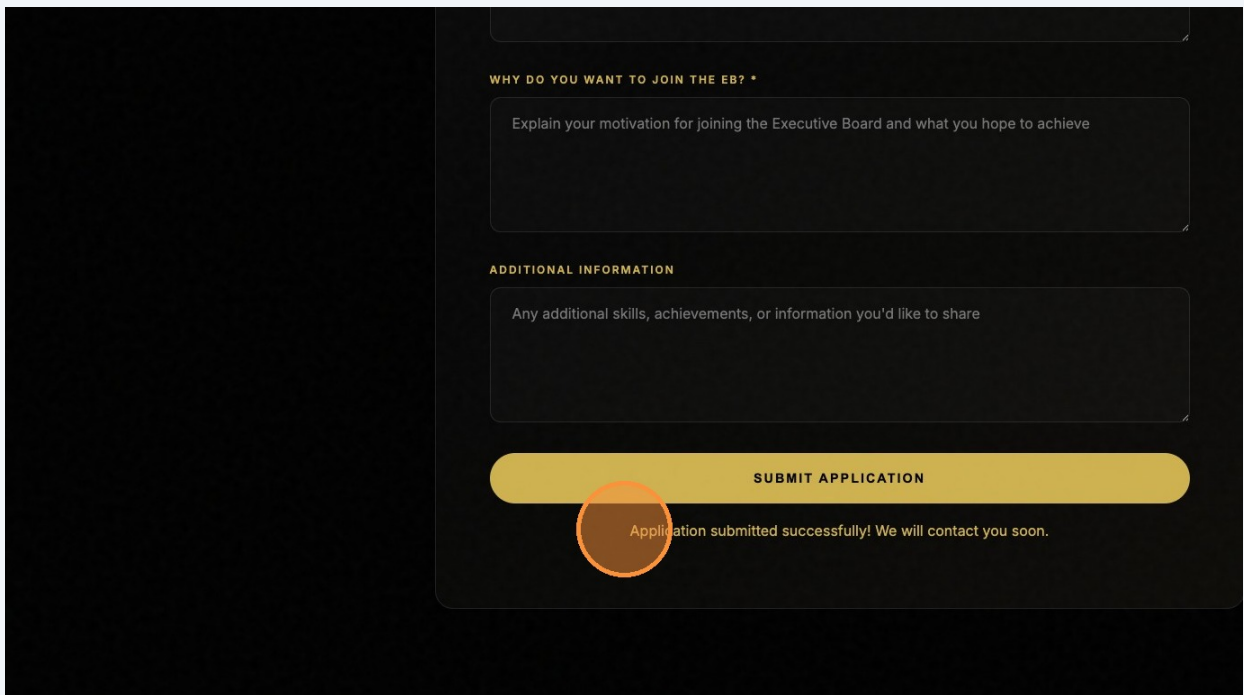 WHY DO YOU WANT TO JOIN THE EB? *
Explain your motivation for joining the Executive Board and what you hope to achieve
ADDITIONAL INFORMATION
Any additional skills, achievements, or information you'd like to share
SUBMIT APPLICATION
Application submitted successfully! We will contact you soon.